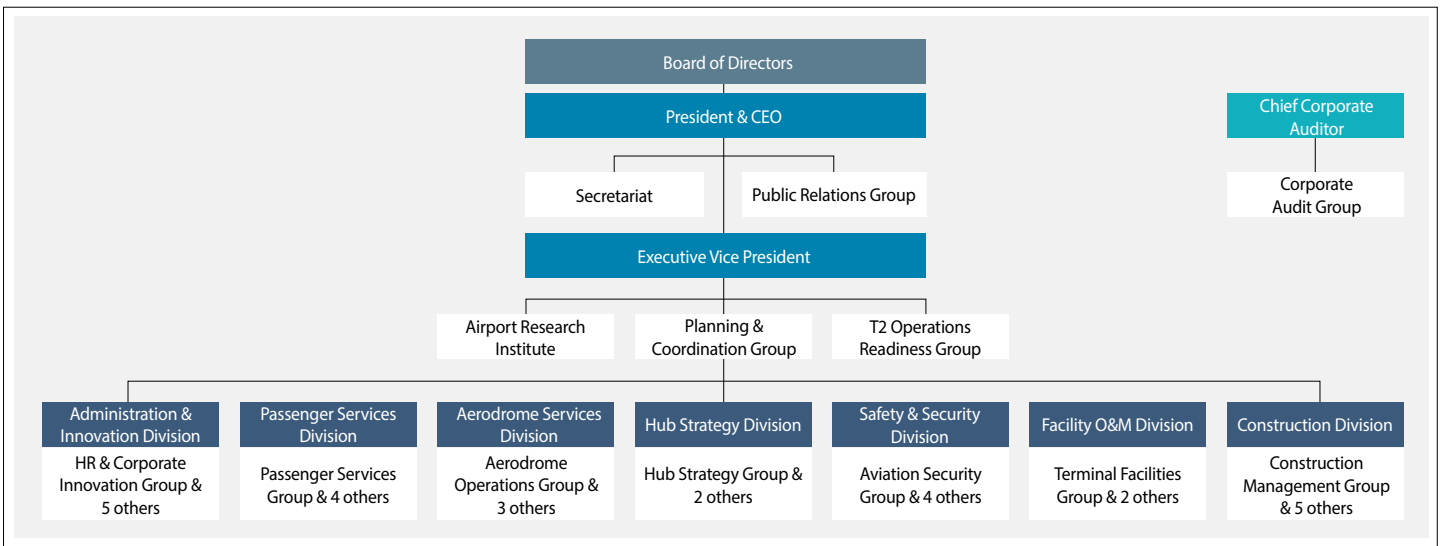 Board of Directors
President & CEO
Chief Corporate
Auditor
Secretariat
Public Relations Group
Corporate
Audit Group
Executive Vice President
Airport Research
Institute
Planning &
Coordination Group
T2 Operations
Readiness Group
Administration &
Innovation Division
HR & Corporate
Innovation Group &
5 others
Passenger Services
Division
Passenger Services
Group & 4 others
Aerodrome Services
Division
Aerodrome
Operations Group &
3 others
Hub Strategy Division
Hub Strategy Group &
2 others
Safety & Security
Division
Aviation Security
Group & 4 others
Facility O&M Division
Terminal Facilities
Group & 2 others
Construction Division
Construction
Management Group
& 5 others